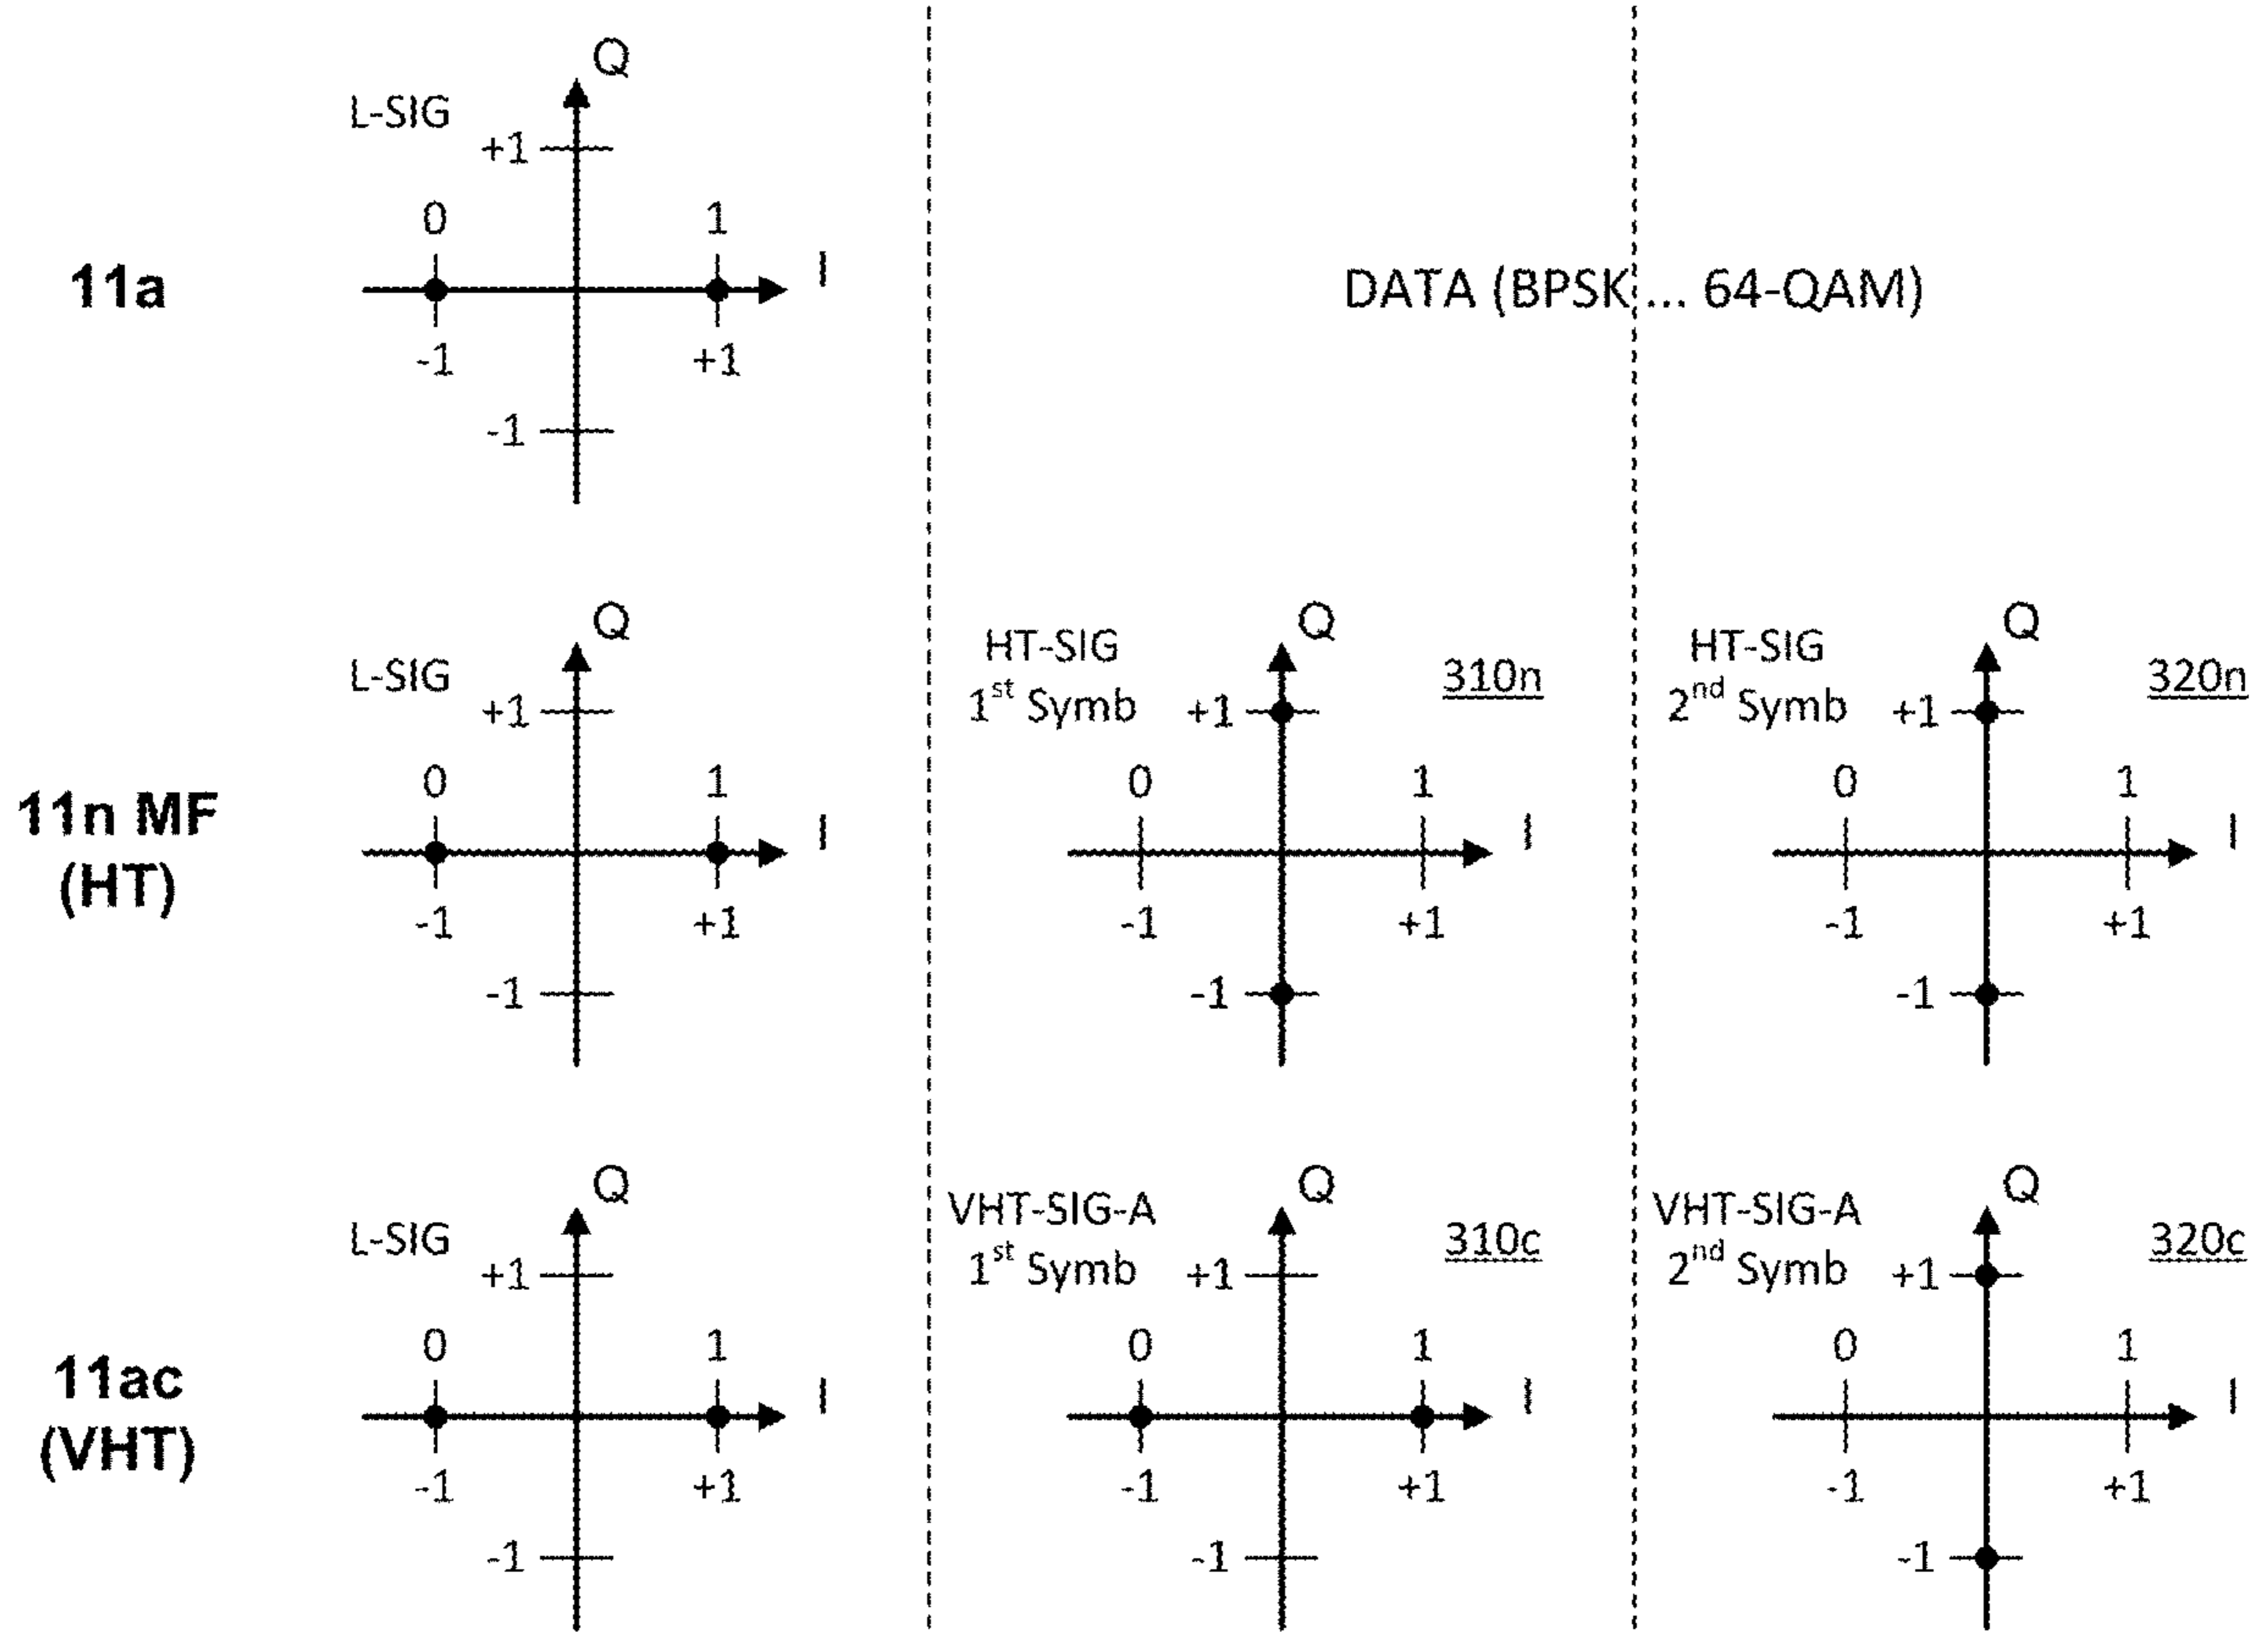 Q
L-SIG
+1
0 1
11a
I
DATA (BPSK ... 64-QAM)
-1 +1
-1
Q
L-SIG
+1
0 1
11n MF
(HT)
I
-1 +1
-1
Q
HT-SIG
1st Symb
310n
+1
0 1
I
-1 +1
-1
Q
HT-SIG
2nd Symb
320n
+1
0 1
I
-1 +1
-1
Q
L-SIG
+1
0 1
11ac
(VHT)
I
-1 +1
-1
Q
VHT-SIG-A
1st Symb
310c
+1
0 1
I
-1 +1
-1
Q
VHT-SIG-A
2nd Symb
320c
+1
0 1
I
-1 +1
-1